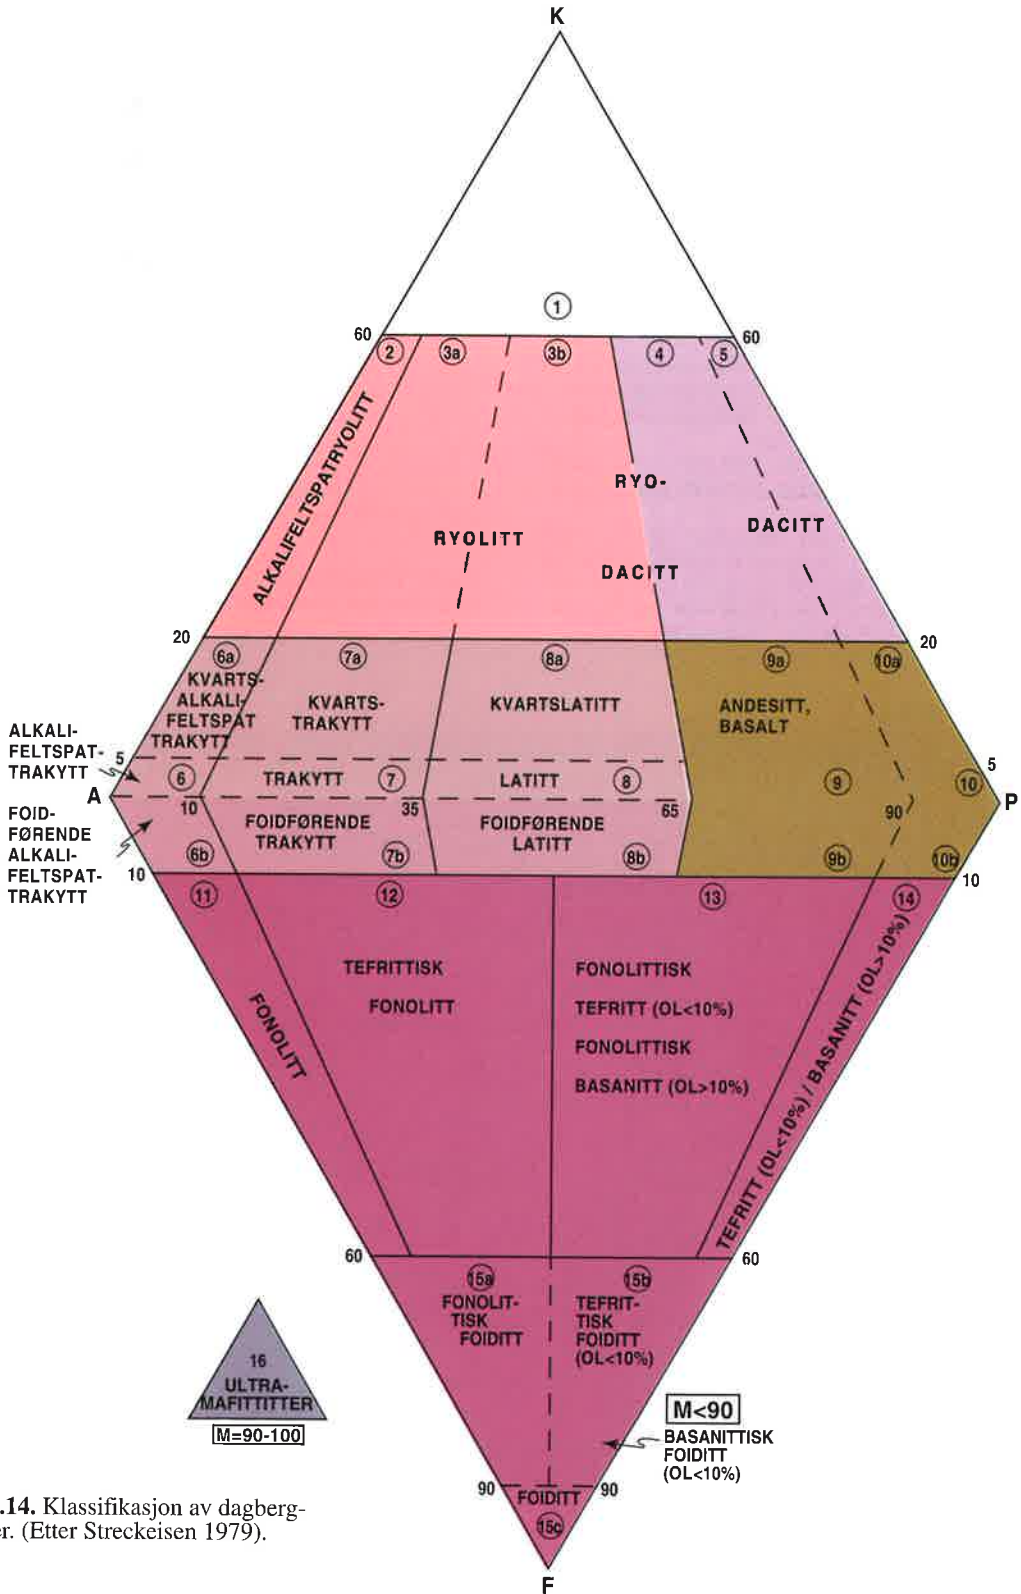 K
1
60
60
2
3a
3b
4
5
ALKALIFELTSPATRYOLITT
RYO-
DACITT
RYOLITT
DACITT
20
20
6a
7a
8a
9a
10a
KVARTS-
ALKALI-
FELTSPAT
TRAKYTT
KVARTS-
TRAKYTT
KVARTSLATITT
ANDESITT,
BASALT
ALKALI-
FELTSPAT-
TRAKYTT
5
5
6
TRAKYTT
7
LATITT
8
9
10
A
10
35
65
90
P
FOID-
FØRENDE
ALKALI-
FELTSPAT-
TRAKYTT
FOIDFØRENDE
TRAKYTT
FOIDFØRENDE
LATITT
6b
7b
8b
9b
10b
10
10
11
12
13
14
FONOLITT
TEFRITTISK
FONOLITT
FONOLITTISK
TEFRITT (OL<10%)
FONOLITTISK
BASANITT (OL>10%)
TEFRITT (OL<10%) / BASANITT (OL>10%)
60
60
15a
15b
FONOLIT-
TISK
FOIDITT
TEFRIT-
TISK
FOIDITT
(OL<10%)
16
ULTRA-
MAFITTITTER
M=90-100
M<90
BASANITTISK
FOIDITT
(OL<10%)
90
90
FOIDITT
15c
F
.14. Klassifikasjon av dagberg-
er. (Etter Streckeisen 1979).